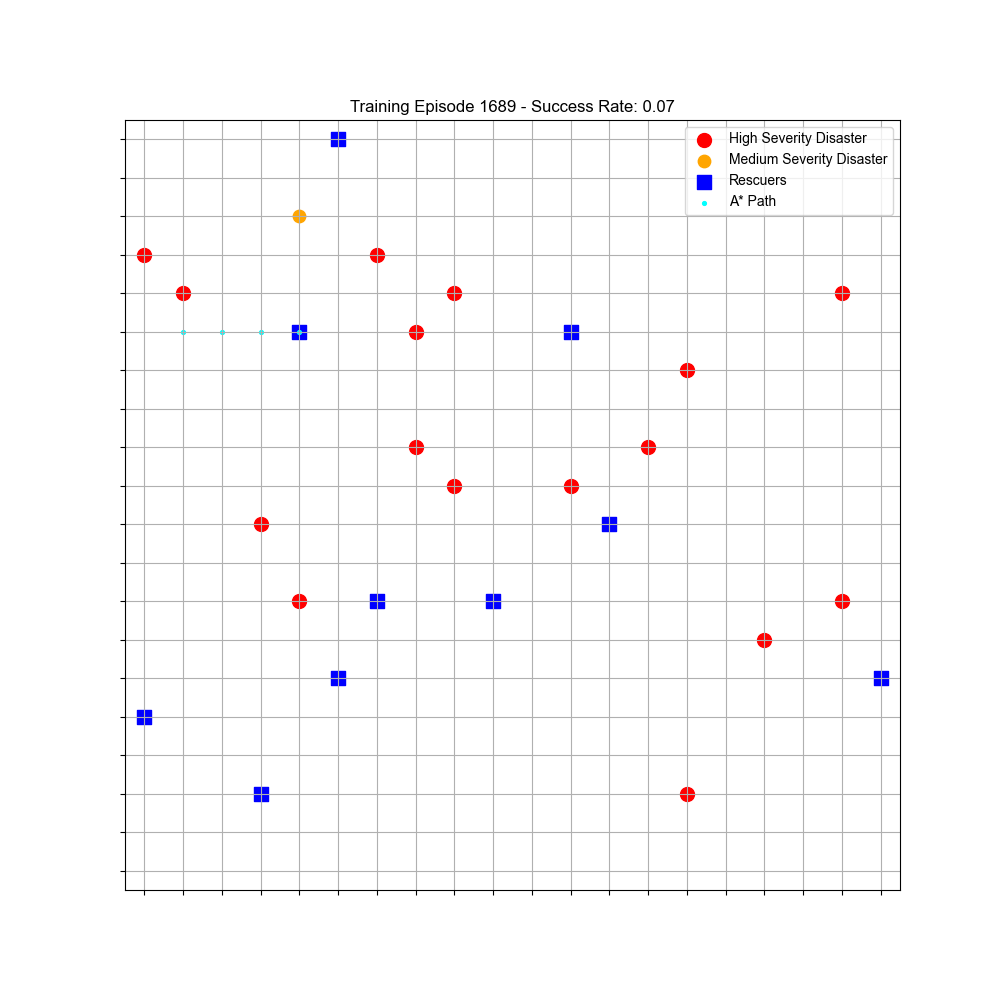 Training Episode 1689 - Success Rate: 0.07
High Severity Disaster
Medium Severity Disaster
Rescuers
A* Path